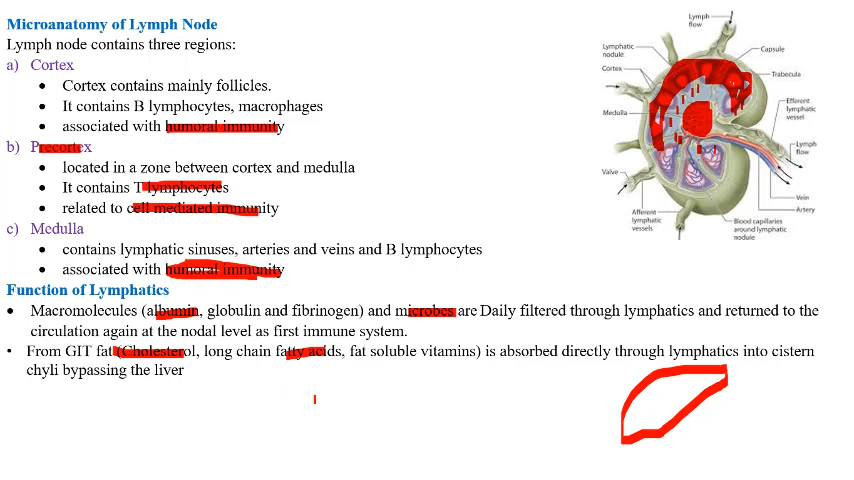 Microanatomy of Lymph Node
Lymph node contains three regions:
a) Cortex
• Cortex contains mainly follicles.
• It contains B lymphocytes, macrophages
• associated with humoral immunity
b) Precortex
• located in a zone between cortex and medulla
• It contains T lymphocytes
• related to cell mediated immunity
c) Medulla
• contains lymphatic sinuses, arteries and veins and B lymphocytes
• associated with humoral immunity
Function of Lymphatics
• Macromolecules (albumin, globulin and fibrinogen) and microbes are Daily filtered through lymphatics and returned to the
circulation again at the nodal level as first immune system.
• From GIT fat (Cholesterol, long chain fatty acids, fat soluble vitamins) is absorbed directly through lymphatics into cistern
chyli bypassing the liver
Lymph
flow
Lymphatic
nodule
Capsule
Cortex
Trabecula
Efferent
lymphatic
vessel
Medulla
Lymph
flow
Valve
Vein
Artery
Afferent
lymphatic
vessels
Blood capillaries
around lymphatic
nodule